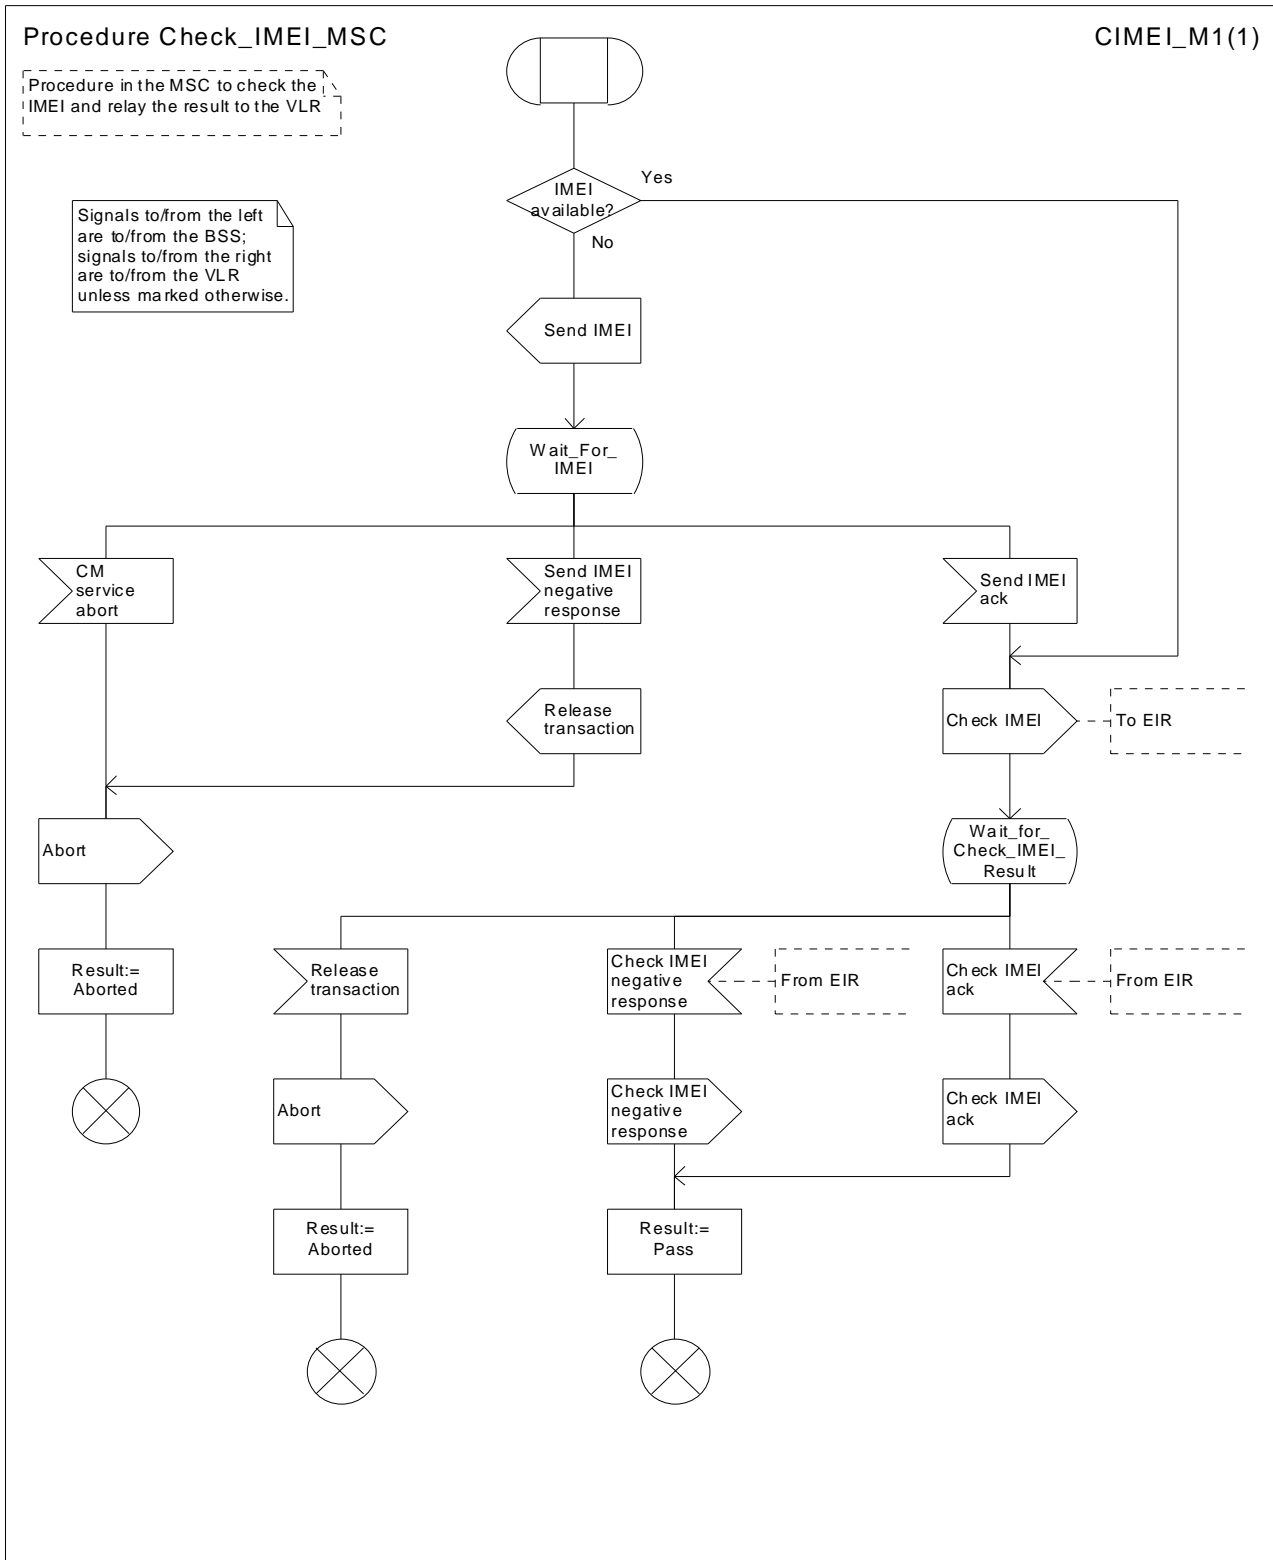 Procedure Check_IMEI_MSC
CIMEI_M1(1)
Procedure in the MSC to check the
IMEI and relay the result to the VLR
Signals to/from the left
are to/from the BSS;
signals to/from the right
are to/from the VLR
unless marked otherwise.
IMEI
available?
Yes
No
Send IMEI
Wait_For_
IMEI
CM
service
abort
Send IMEI
negative
response
Send IMEI
ack
Release
transaction
Check IMEI
To EIR
Abort
Wait_for_
Check_IMEI_
Result
Result:=
Aborted
Release
transaction
Check IMEI
negative
response
From EIR
Check IMEI
ack
From EIR
Abort
Check IMEI
negative
response
Check IMEI
ack
Result:=
Aborted
Result:=
Pass